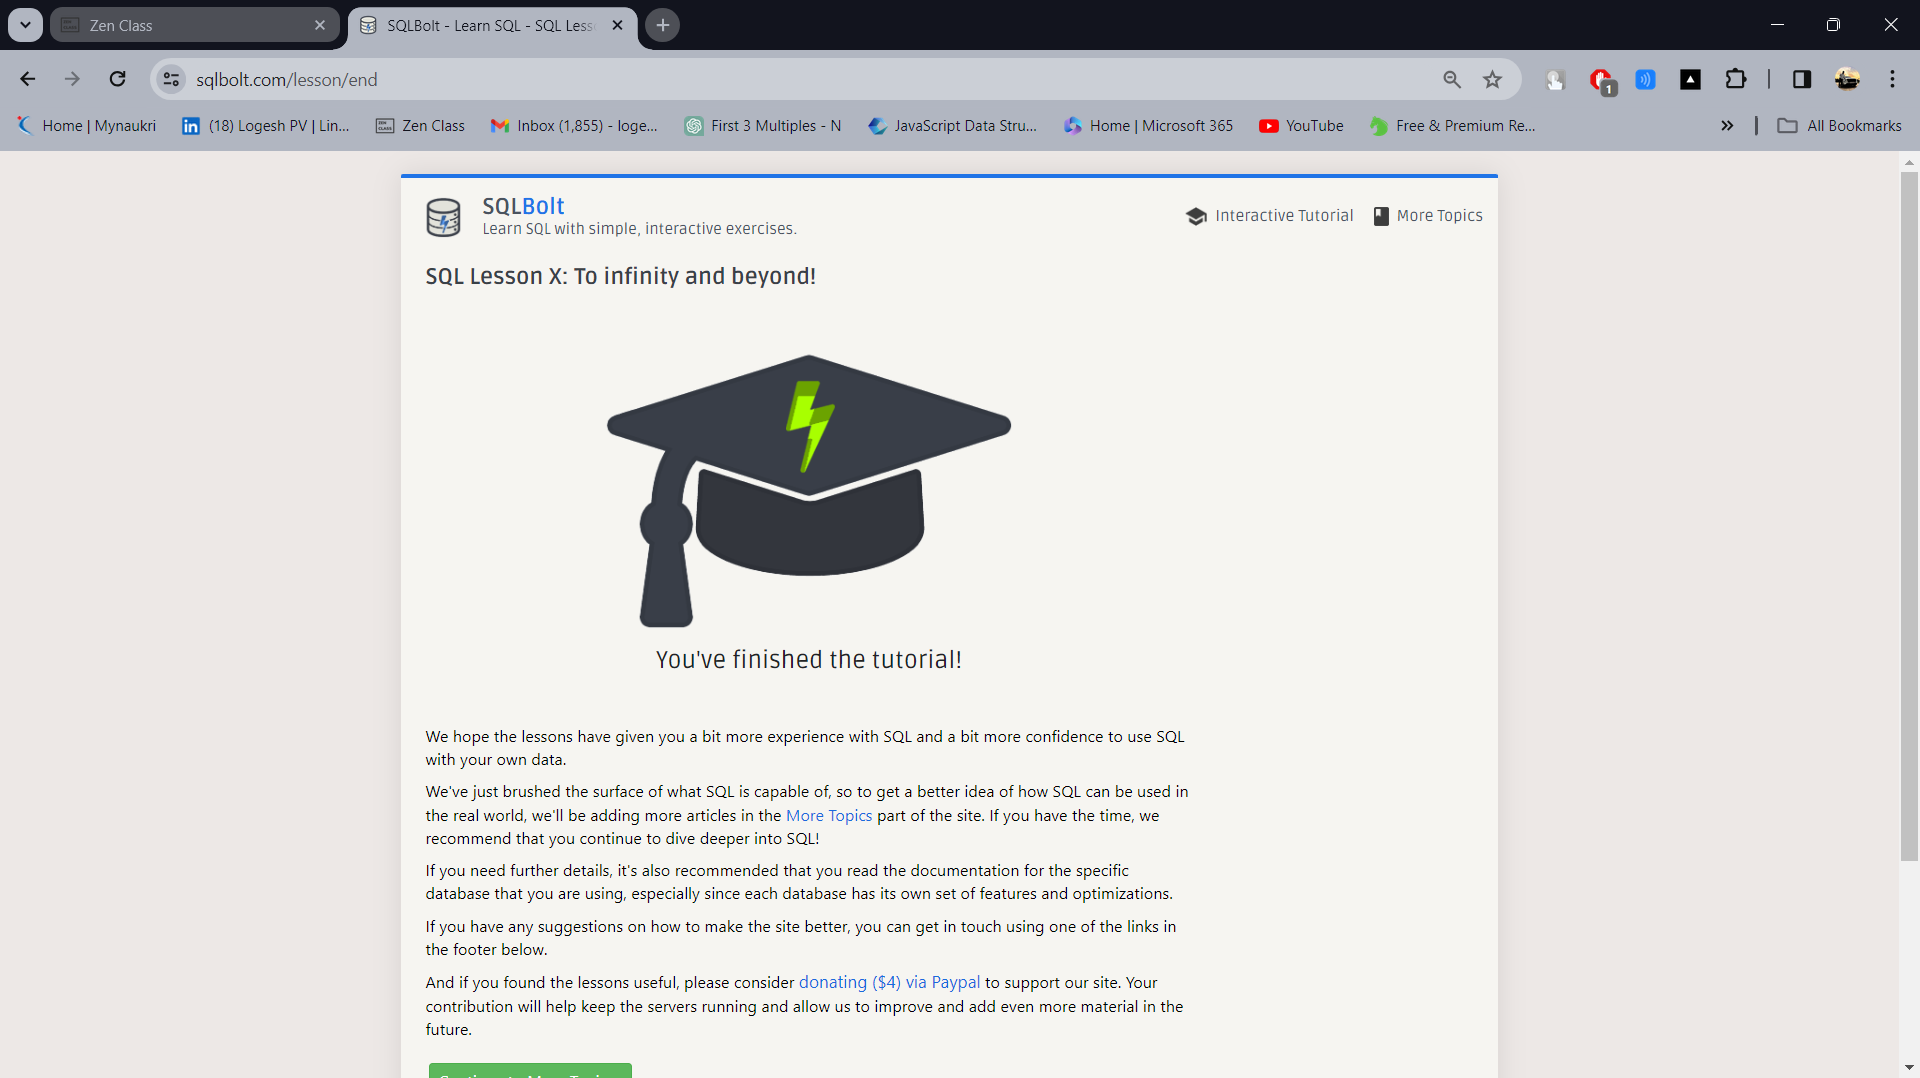 Zen Class
SQLBolt - Learn SQL - SQL Less
sqlbolt.com/lesson/end
1
Home | Mynaukri
(18) Logesh PV | Lin...
Zen Class
Inbox (1,855) - loge...
First 3 Multiples - N
JavaScript Data Stru...
Home | Microsoft 365
YouTube
Free & Premium Re...
All Bookmarks
SQLBolt
Learn SQL with simple, interactive exercises.
Interactive Tutorial
More Topics
SQL Lesson X: To infinity and beyond!
You've finished the tutorial!
We hope the lessons have given you a bit more experience with SQL and a bit more confidence to use SQL
with your own data.
We've just brushed the surface of what SQL is capable of, so to get a better idea of how SQL can be used in
the real world, we'll be adding more articles in the More Topics part of the site. If you have the time, we
recommend that you continue to dive deeper into SQL!
If you need further details, it's also recommended that you read the documentation for the specific
database that you are using, especially since each database has its own set of features and optimizations.
If you have any suggestions on how to make the site better, you can get in touch using one of the links in
the footer below.
And if you found the lessons useful, please consider donating ($4) via Paypal to support our site. Your
contribution will help keep the servers running and allow us to improve and add even more material in the
future.